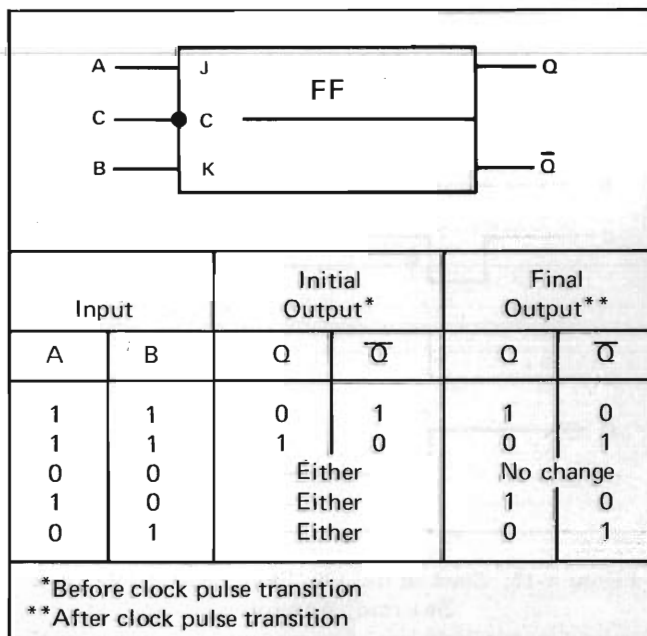 A J Q
FF
C C
B K Q̅
Input Initial Output* Final Output**
A B Q Q̅ Q Q̅
1 1 0 1 1 0
1 1 1 0 0 1
0 0 Either No change
1 0 Either 1 0
0 1 Either 0 1
*Before clock pulse transition
**After clock pulse transition